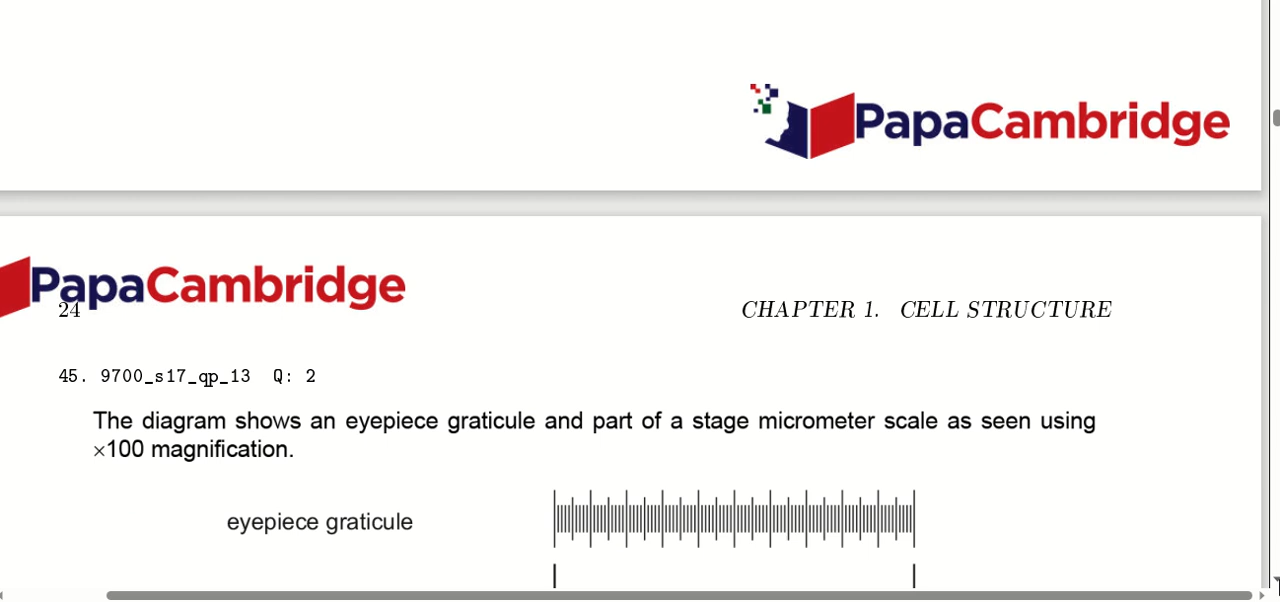 PapaCambridge
PapaCambridge
24
CHAPTER 1. CELL STRUCTURE
45. 9700_s17_qp_13 Q: 2
The diagram shows an eyepiece graticule and part of a stage micrometer scale as seen using
×100 magnification.
eyepiece graticule